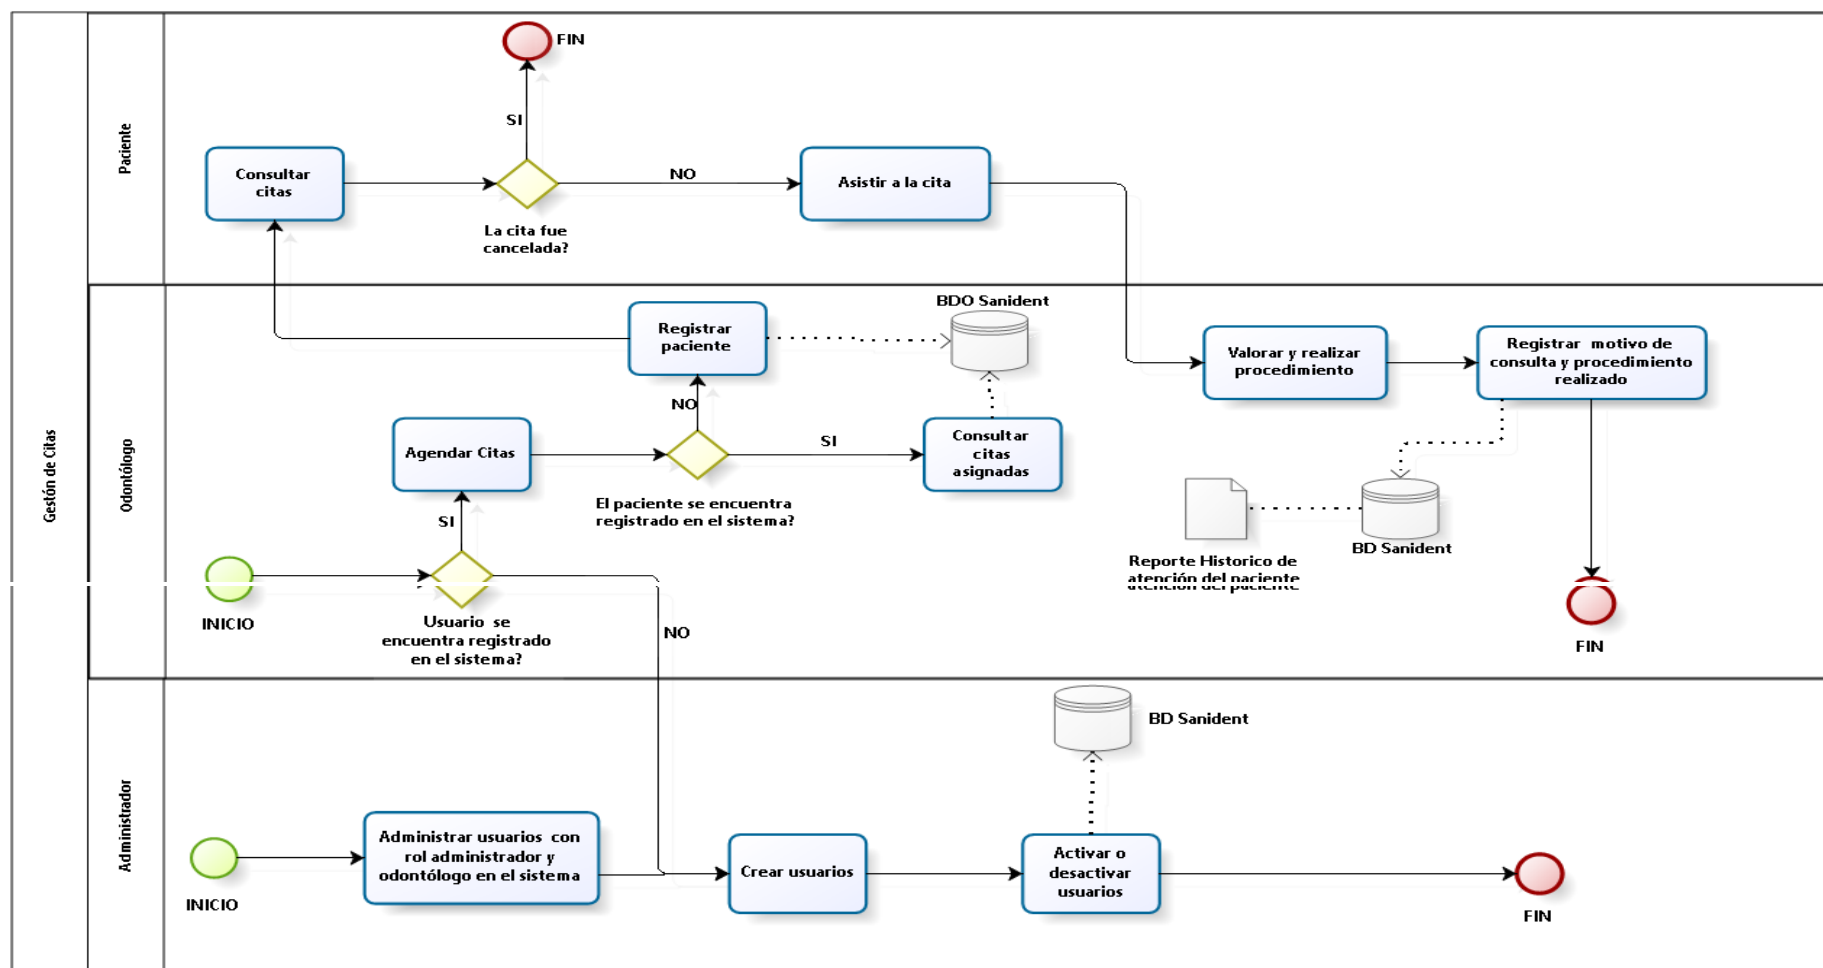 Gestón de Citas
Paciente
FIN
SI
Consultar
citas
NO
Asistir a la cita
La cita fue
cancelada?
Odontólogo
BDO Sanident
Registrar
paciente
Valorar y realizar
procedimiento
Registrar motivo de
consulta y procedimiento
realizado
NO
Agendar Citas
SI
Consultar
citas
asignadas
El paciente se encuentra
registrado en el sistema?
SI
BD Sanident
Reporte Historico de
atención del paciente
INICIO
Usuario se
encuentra registrado
en el sistema?
NO
FIN
Administrador
BD Sanident
Administrar usuarios con
rol administrador y
odontólogo en el sistema
Crear usuarios
Activar o
desactivar
usuarios
INICIO
FIN